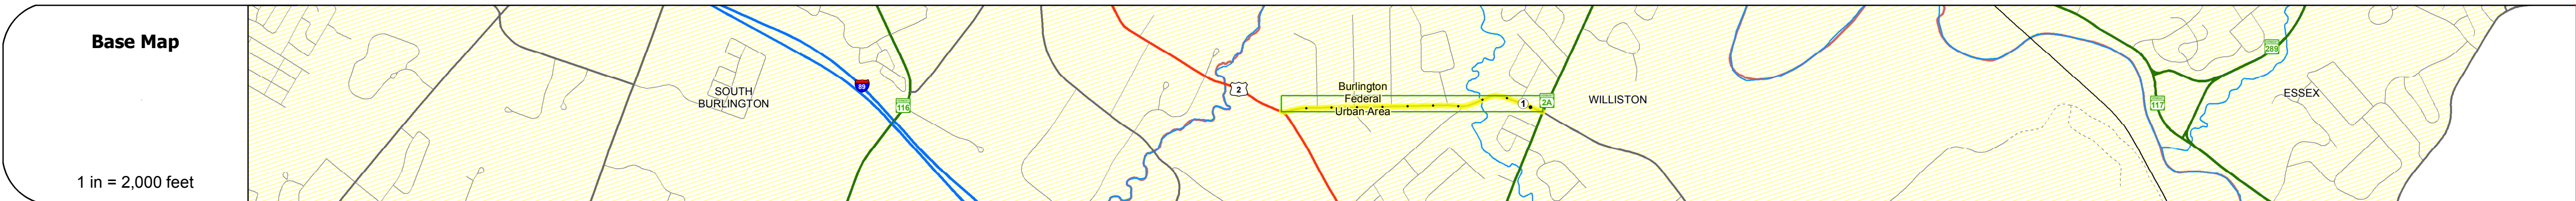 Base Map
1 in = 2,000 feet
SOUTH
BURLINGTON
89
116
2
Burlington
Federal
Urban Area
1
2A
WILLISTON
117
289
ESSEX